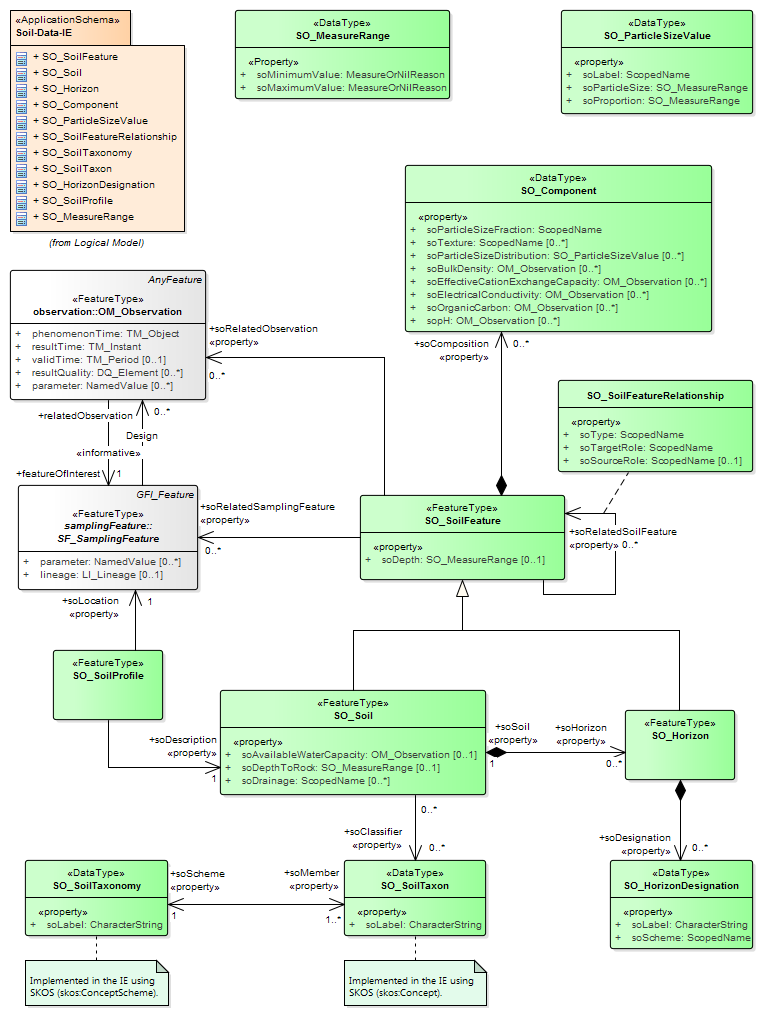 «ApplicationSchema»
Soil-Data-IE
+ SO_SoilFeature
+ SO_Soil
+ SO_Horizon
+ SO_Component
+ SO_ParticleSizeValue
+ SO_SoilFeatureRelationship
+ SO_SoilTaxonomy
+ SO_SoilTaxon
+ SO_HorizonDesignation
+ SO_SoilProfile
+ SO_MeasureRange
(from Logical Model)
«DataType»
SO_MeasureRange
«Property»
+ soMinimumValue: MeasureOrNilReason
+ soMaximumValue: MeasureOrNilReason
«DataType»
SO_ParticleSizeValue
«property»
+ soLabel: ScopedName
+ soParticleSize: SO_MeasureRange
+ soProportion: SO_MeasureRange
«DataType»
SO_Component
«property»
+ soParticleSizeFraction: ScopedName
+ soTexture: ScopedName [0..*]
+ soParticleSizeDistribution: SO_ParticleSizeValue [0..*]
+ soBulkDensity: OM_Observation [0..*]
+ soEffectiveCationExchangeCapacity: OM_Observation [0..*]
+ soElectricalConductivity: OM_Observation [0..*]
+ soOrganicCarbon: OM_Observation [0..*]
+ sopH: OM_Observation [0..*]
AnyFeature
«FeatureType»
observation::OM_Observation
+ phenomenonTime: TM_Object
+ resultTime: TM_Instant
+ validTime: TM_Period [0..1]
+ resultQuality: DQ_Element [0..*]
+ parameter: NamedValue [0..*]
+soRelatedObservation
«property»
0..*
+soComposition
«property»
0..*
SO_SoilFeatureRelationship
«property»
+ soType: ScopedName
+ soTargetRole: ScopedName
+ soSourceRole: ScopedName [0..1]
+relatedObservation
0..*
Design
«informative»
+featureOfInterest
1
GFI_Feature
«FeatureType»
samplingFeature::
SF_SamplingFeature
+ parameter: NamedValue [0..*]
+ lineage: LI_Lineage [0..1]
+soRelatedSamplingFeature
«property»
0..*
«FeatureType»
SO_SoilFeature
«property»
+ soDepth: SO_MeasureRange [0..1]
+soRelatedSoilFeature
«property» 0..*
+soLocation
«property»
1
«FeatureType»
SO_SoilProfile
+soDescription
«property»
1
«FeatureType»
SO_Soil
«property»
+ soAvailableWaterCapacity: OM_Observation [0..1]
+ soDepthToRock: SO_MeasureRange [0..1]
+ soDrainage: ScopedName [0..*]
+soSoil
«property»
1
+soHorizon
«property»
0..*
«FeatureType»
SO_Horizon
0..*
+soClassifier
«property»
0..*
+soDesignation
«property»
0..*
«DataType»
SO_SoilTaxonomy
«property»
+ soLabel: CharacterString
+soScheme
«property»
1
+soMember
«property»
1..*
«DataType»
SO_SoilTaxon
«property»
+ soLabel: CharacterString
«DataType»
SO_HorizonDesignation
«property»
+ soLabel: CharacterString
+ soScheme: ScopedName
Implemented in the IE using
SKOS (skos:ConceptScheme).
Implemented in the IE using
SKOS (skos:Concept).